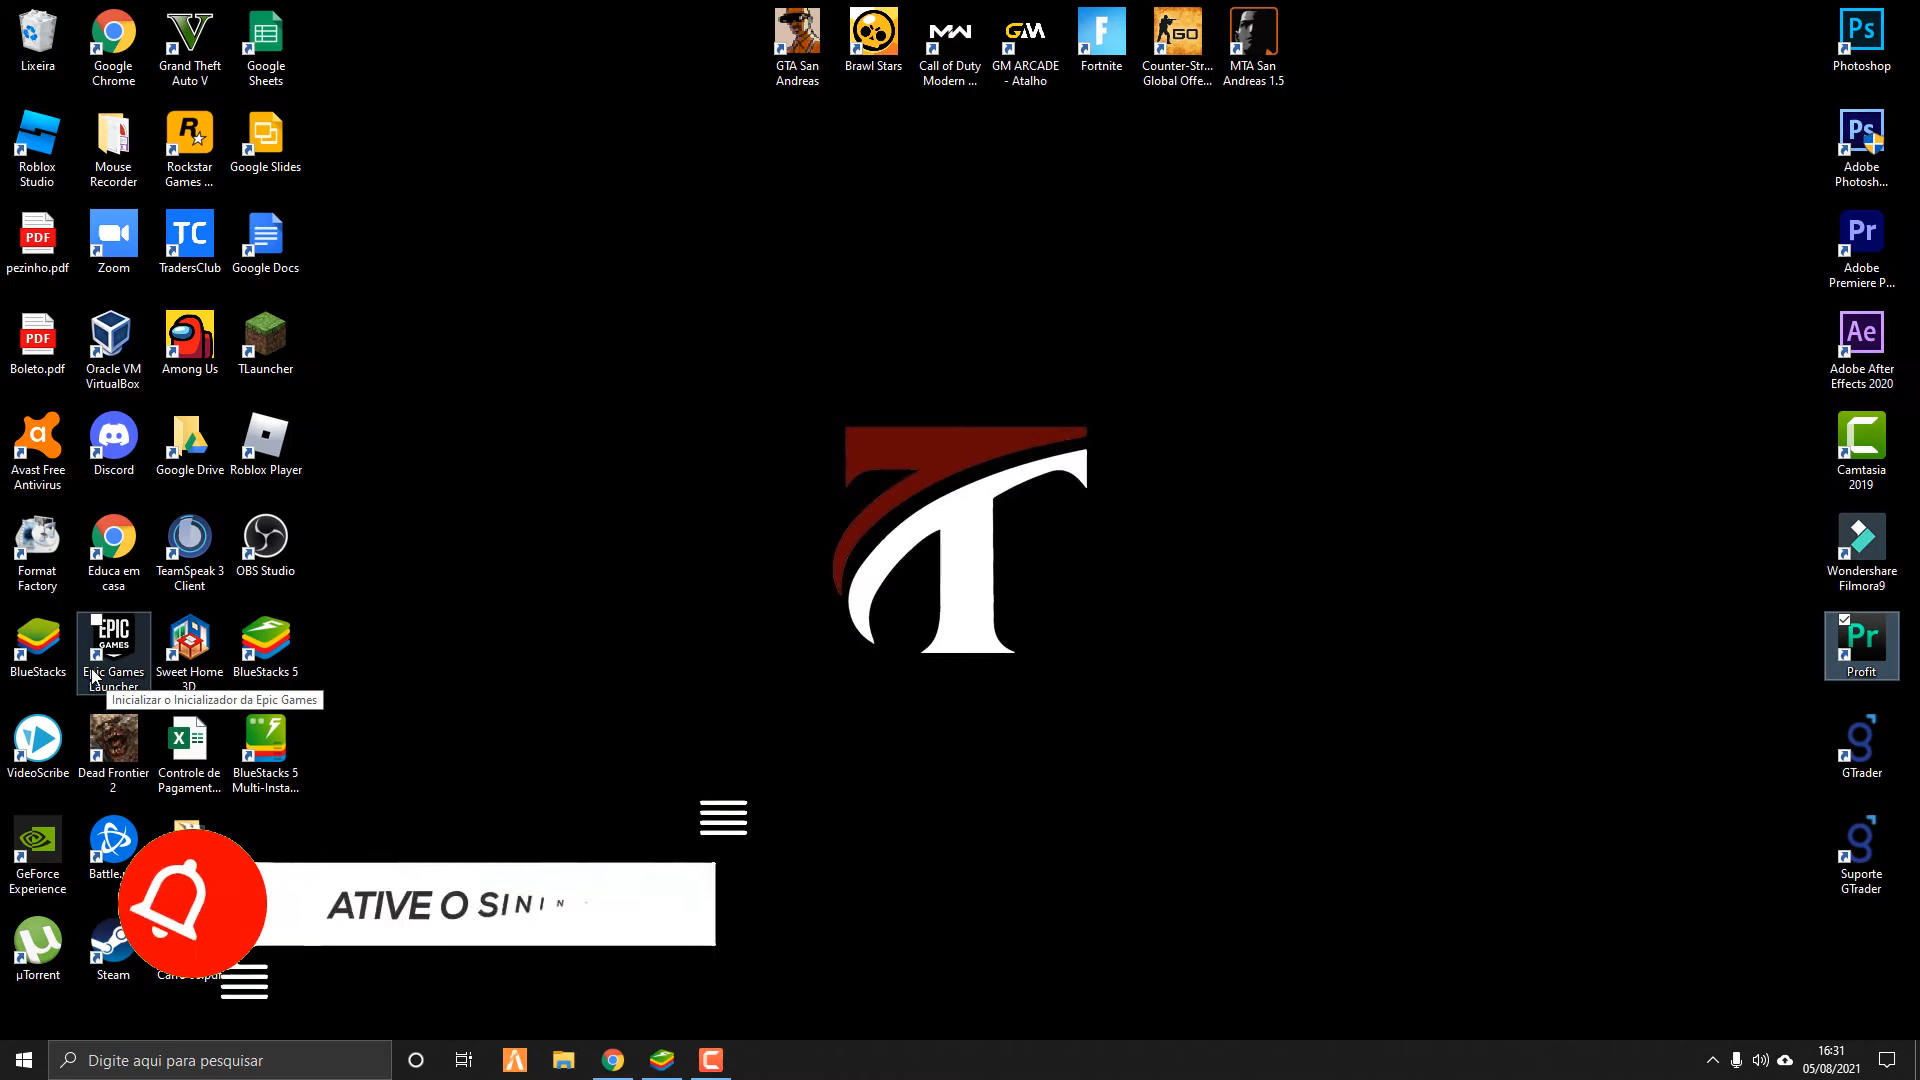 Lixeira
Google
Chrome
Grand Theft
Auto V
Google
Sheets
GTA San
Andreas
Brawl Stars
Call of Duty
Modern ...
GM ARCADE
- Atalho
Fortnite
Counter-Str...
Global Offe...
MTA San
Andreas 1.5
Photoshop
Roblox
Studio
Mouse
Recorder
Rockstar
Games ...
Google Slides
Adobe
Photosh...
pezinho.pdf
Zoom
TradersClub
Google Docs
Adobe
Premiere P...
Boleto.pdf
Oracle VM
VirtualBox
Among Us
TLauncher
Adobe After
Effects 2020
Avast Free
Antivirus
Discord
Google Drive
Roblox Player
Camtasia
2019
Format
Factory
Educa em
casa
TeamSpeak 3
Client
OBS Studio
Wondershare
Filmora9
BlueStacks
Epic Games
Launcher
Sweet Home
3D
BlueStacks 5
Profit
Inicializar o Inicializador da Epic Games
VideoScribe
Dead Frontier
2
Controle de
Pagament...
BlueStacks 5
Multi-Insta...
GTrader
GeForce
Experience
Battle.
Suporte
GTrader
ATIVE O SININ
µTorrent
Steam
Digite aqui para pesquisar
16:31
05/08/2021